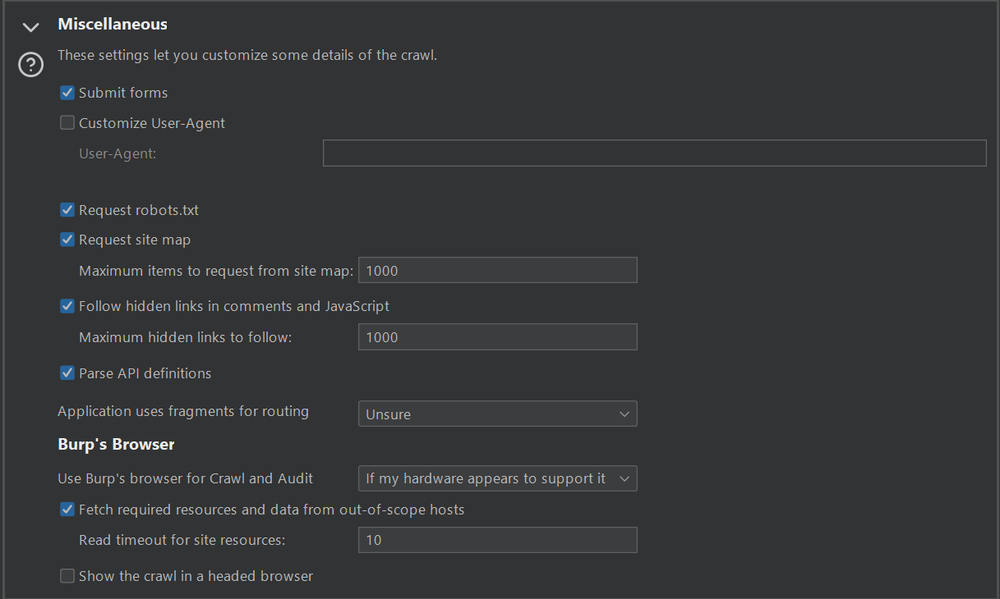 Miscellaneous
These settings let you customize some details of the crawl.
Submit forms
Customize User-Agent
User-Agent:
Request robots.txt
Request site map
Maximum items to request from site map: 1000
Follow hidden links in comments and JavaScript
Maximum hidden links to follow: 1000
Parse API definitions
Application uses fragments for routing Unsure
Burp's Browser
Use Burp's browser for Crawl and Audit If my hardware appears to support it
Fetch required resources and data from out-of-scope hosts
Read timeout for site resources: 10
Show the crawl in a headed browser